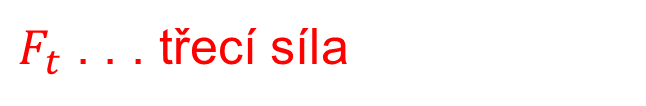 Fₜ . . . třecí síla